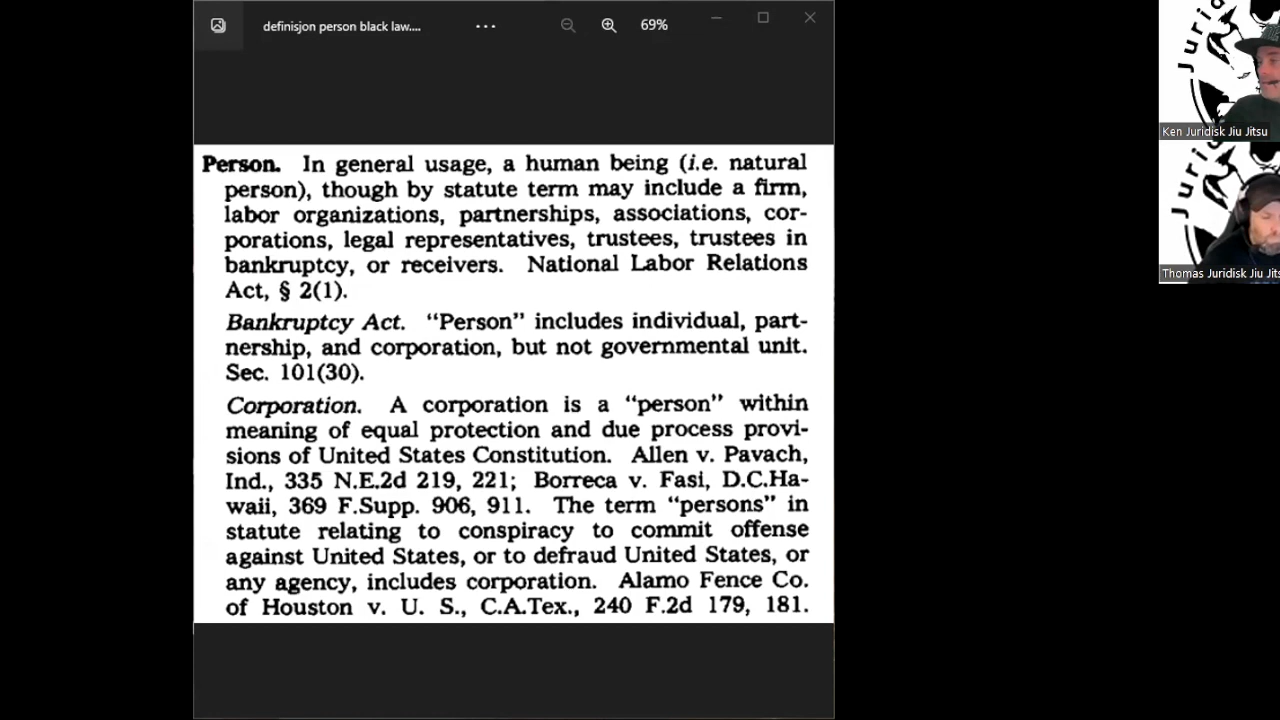 definisjon person black law....
69%
Person. In general usage, a human being (i.e. natural
person), though by statute term may include a firm,
labor organizations, partnerships, associations, cor-
porations, legal representatives, trustees, trustees in
bankruptcy, or receivers. National Labor Relations
Act, § 2(1).
Bankruptcy Act. “Person” includes individual, part-
nership, and corporation, but not governmental unit.
Sec. 101(30).
Corporation. A corporation is a “person” within
meaning of equal protection and due process provi-
sions of United States Constitution. Allen v. Pavach,
Ind., 335 N.E.2d 219, 221; Borreca v. Fasi, D.C.Ha-
waii, 369 F.Supp. 906, 911. The term “persons” in
statute relating to conspiracy to commit offense
against United States, or to defraud United States, or
any agency, includes corporation. Alamo Fence Co.
of Houston v. U. S., C.A.Tex., 240 F.2d 179, 181.
Juridi
Ken Juridisk Jiu Jitsu
Juri
Thomas Juridisk Jiu Jits